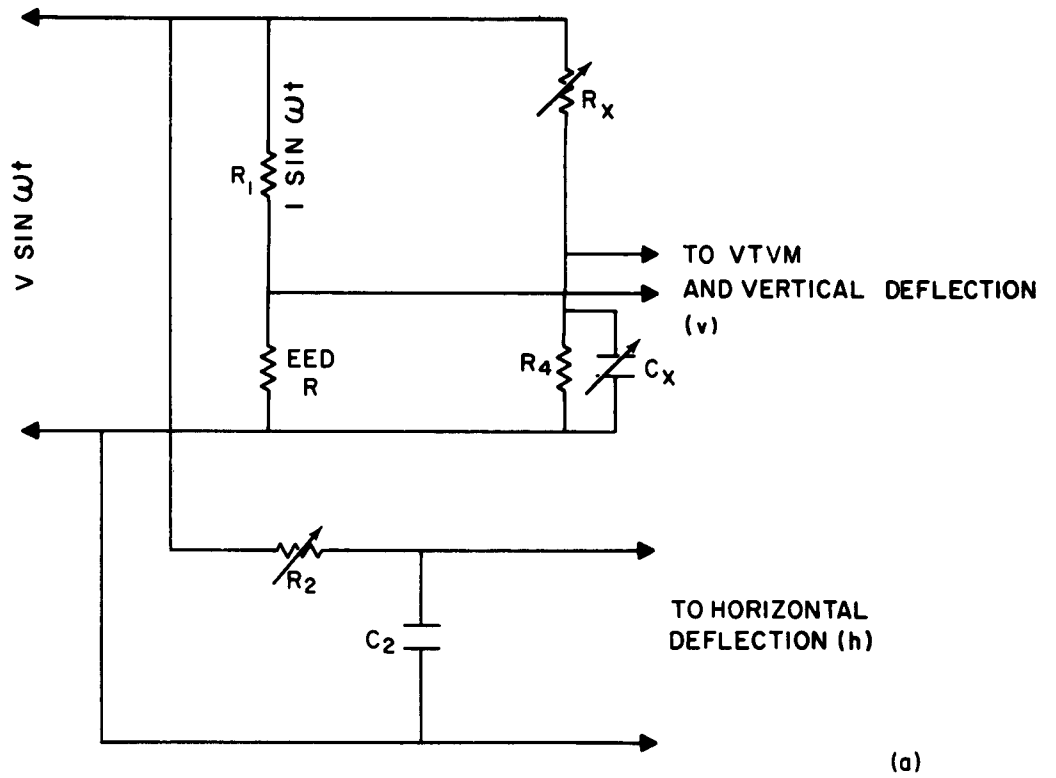 V SIN ωt
R1
I SIN ωt
RX
TO VTVM
AND VERTICAL DEFLECTION
(v)
EED
R
R4
CX
R2
C2
TO HORIZONTAL
DEFLECTION (h)
(a)